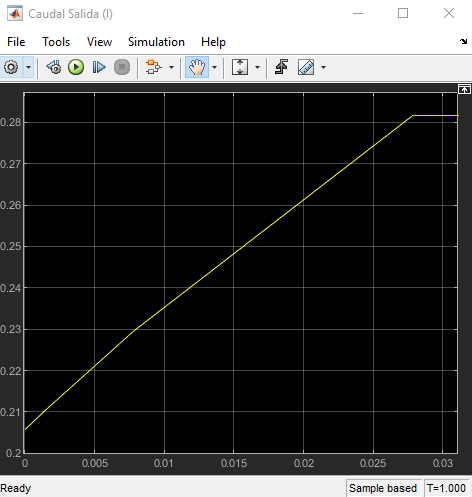 Caudal Salida (l)
File Tools View Simulation Help
0.28
0.27
0.26
0.25
0.24
0.23
0.22
0.21
0.2
0 0.005 0.01 0.015 0.02 0.025 0.03
Ready Sample based T=1.000